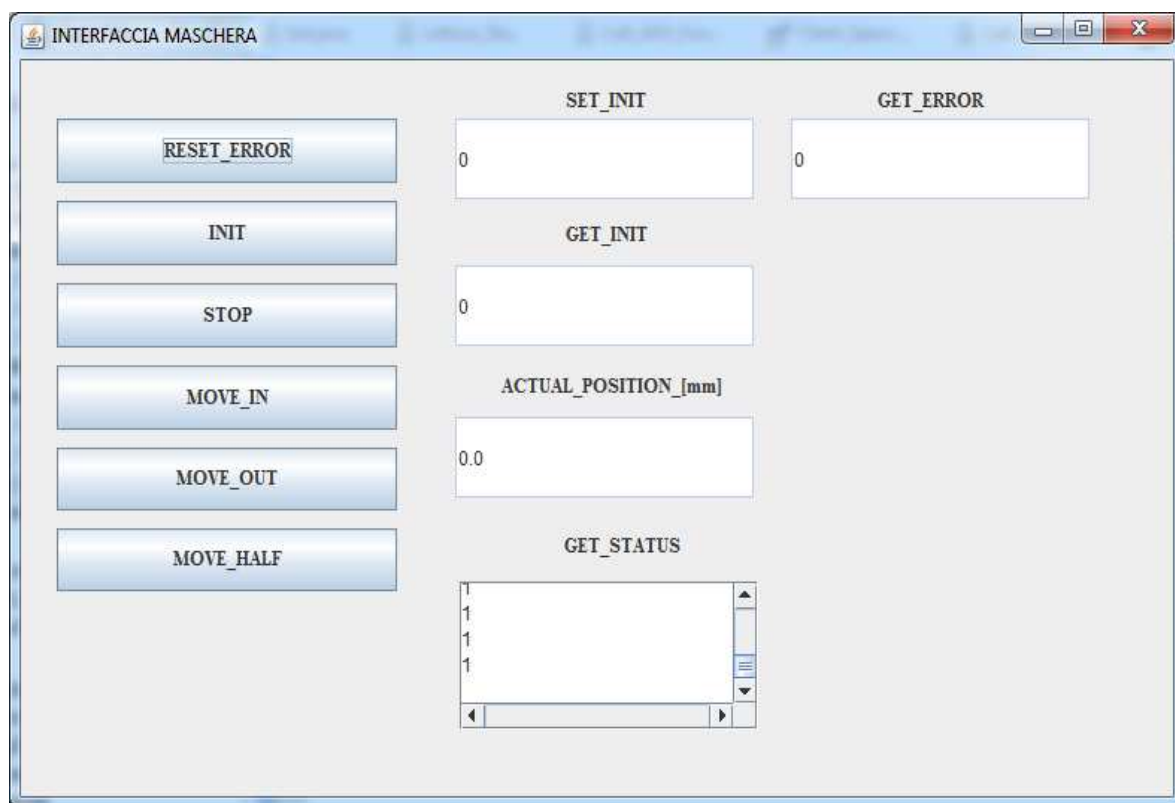 INTERFACCIA MASCHERA
RESET_ERROR
INIT
STOP
MOVE_IN
MOVE_OUT
MOVE_HALF
SET_INIT
0
GET_INIT
0
ACTUAL_POSITION_[mm]
0.0
GET_STATUS
1
1
1
1
GET_ERROR
0